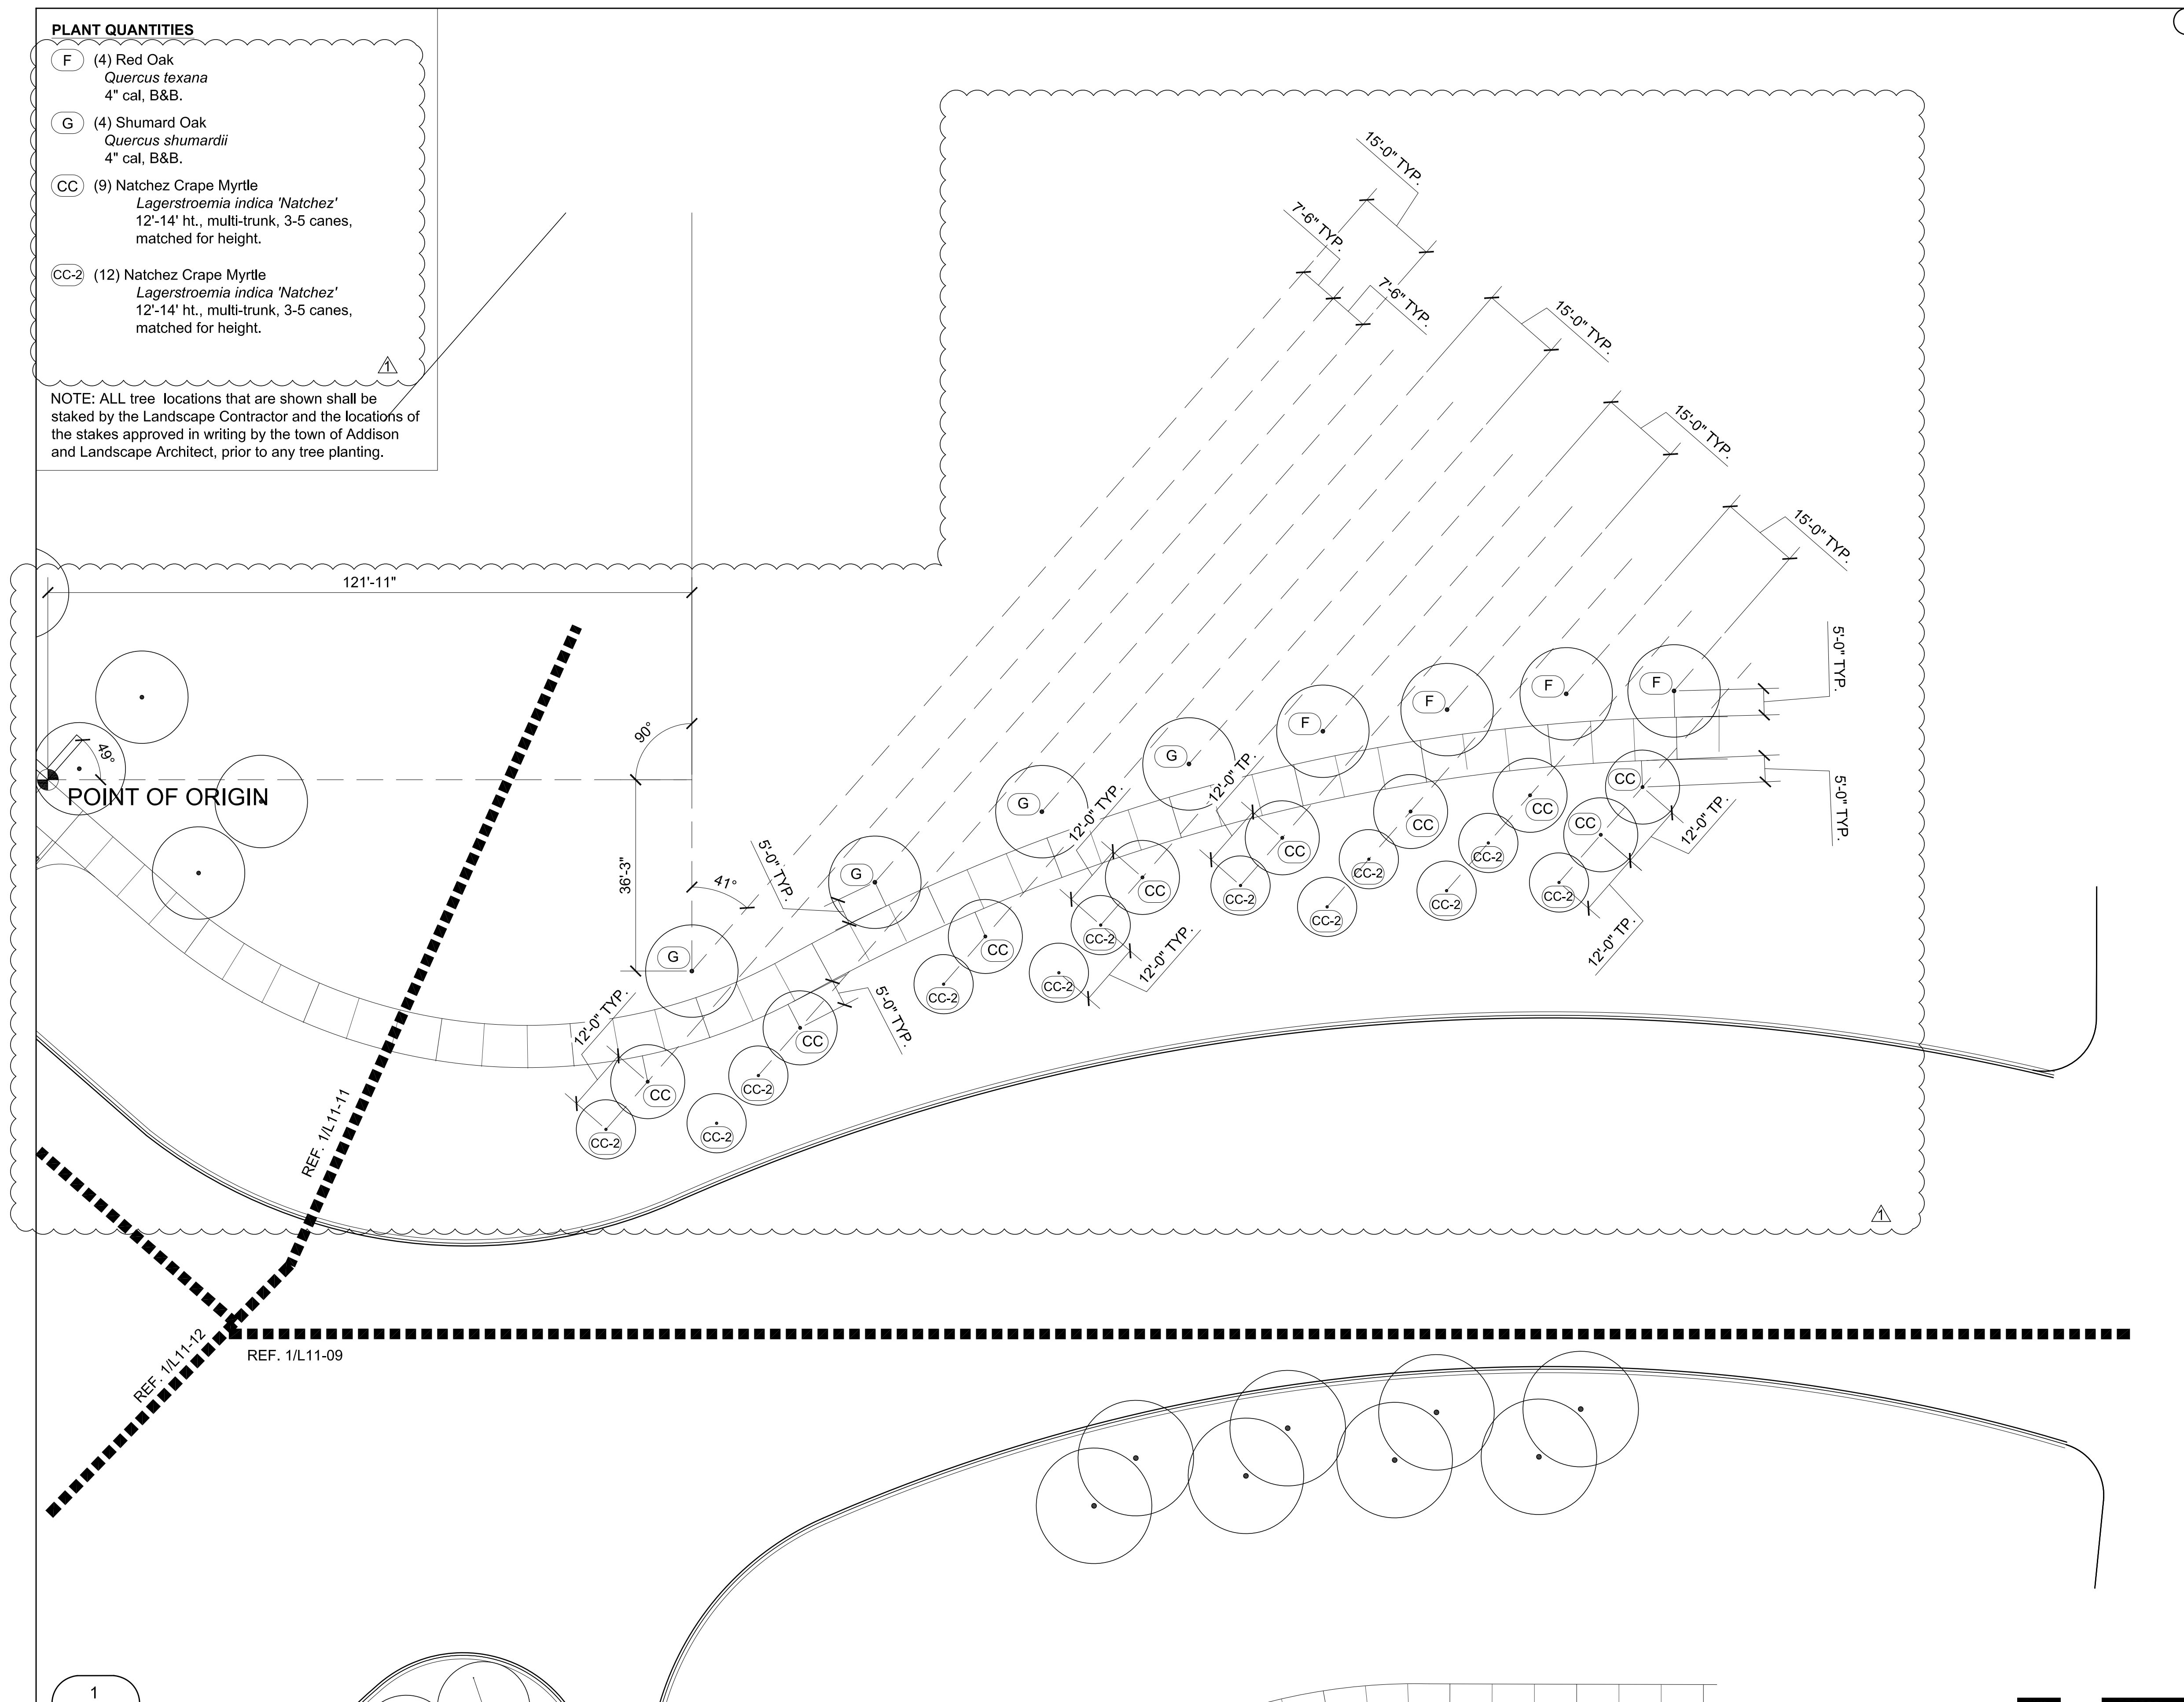 PLANT QUANTITIES
F (4) Red Oak
Quercus texana
4" cal, B&B.
G (4) Shumard Oak
Quercus shumardii
4" cal, B&B.
CC (9) Natchez Crape Myrtle
Lagerstroemia indica 'Natchez'
12'-14' ht., multi-trunk, 3-5 canes,
matched for height.
CC-2 (12) Natchez Crape Myrtle
Lagerstroemia indica 'Natchez'
12'-14' ht., multi-trunk, 3-5 canes,
matched for height.
1
NOTE: ALL tree locations that are shown shall be
staked by the Landscape Contractor and the locations of
the stakes approved in writing by the town of Addison
and Landscape Architect, prior to any tree planting.
15'-0" TYP.
7'-6" TYP.
7'-6" TYP.
15'-0" TYP.
15'-0" TYP.
15'-0" TYP.
121'-11"
5'-0" TYP.
49°
POINT OF ORIGIN
90°
36'-3"
41°
5'-0" TYP.
12'-0" TYP.
12'-0" TP.
F
F
F
F
G
G
G
G
CC
CC
CC
CC
CC
CC
CC
CC
CC
5'-0" TYP.
12'-0" TP.
12'-0" TP.
CC-2
CC-2
CC-2
CC-2
CC-2
CC-2
CC-2
CC-2
CC-2
12'-0" TYP.
5'-0" TYP.
12'-0" TYP.
CC-2
CC-2
CC-2
1
REF. 1/L11-11
REF. 1/L11-12
REF. 1/L11-09
1